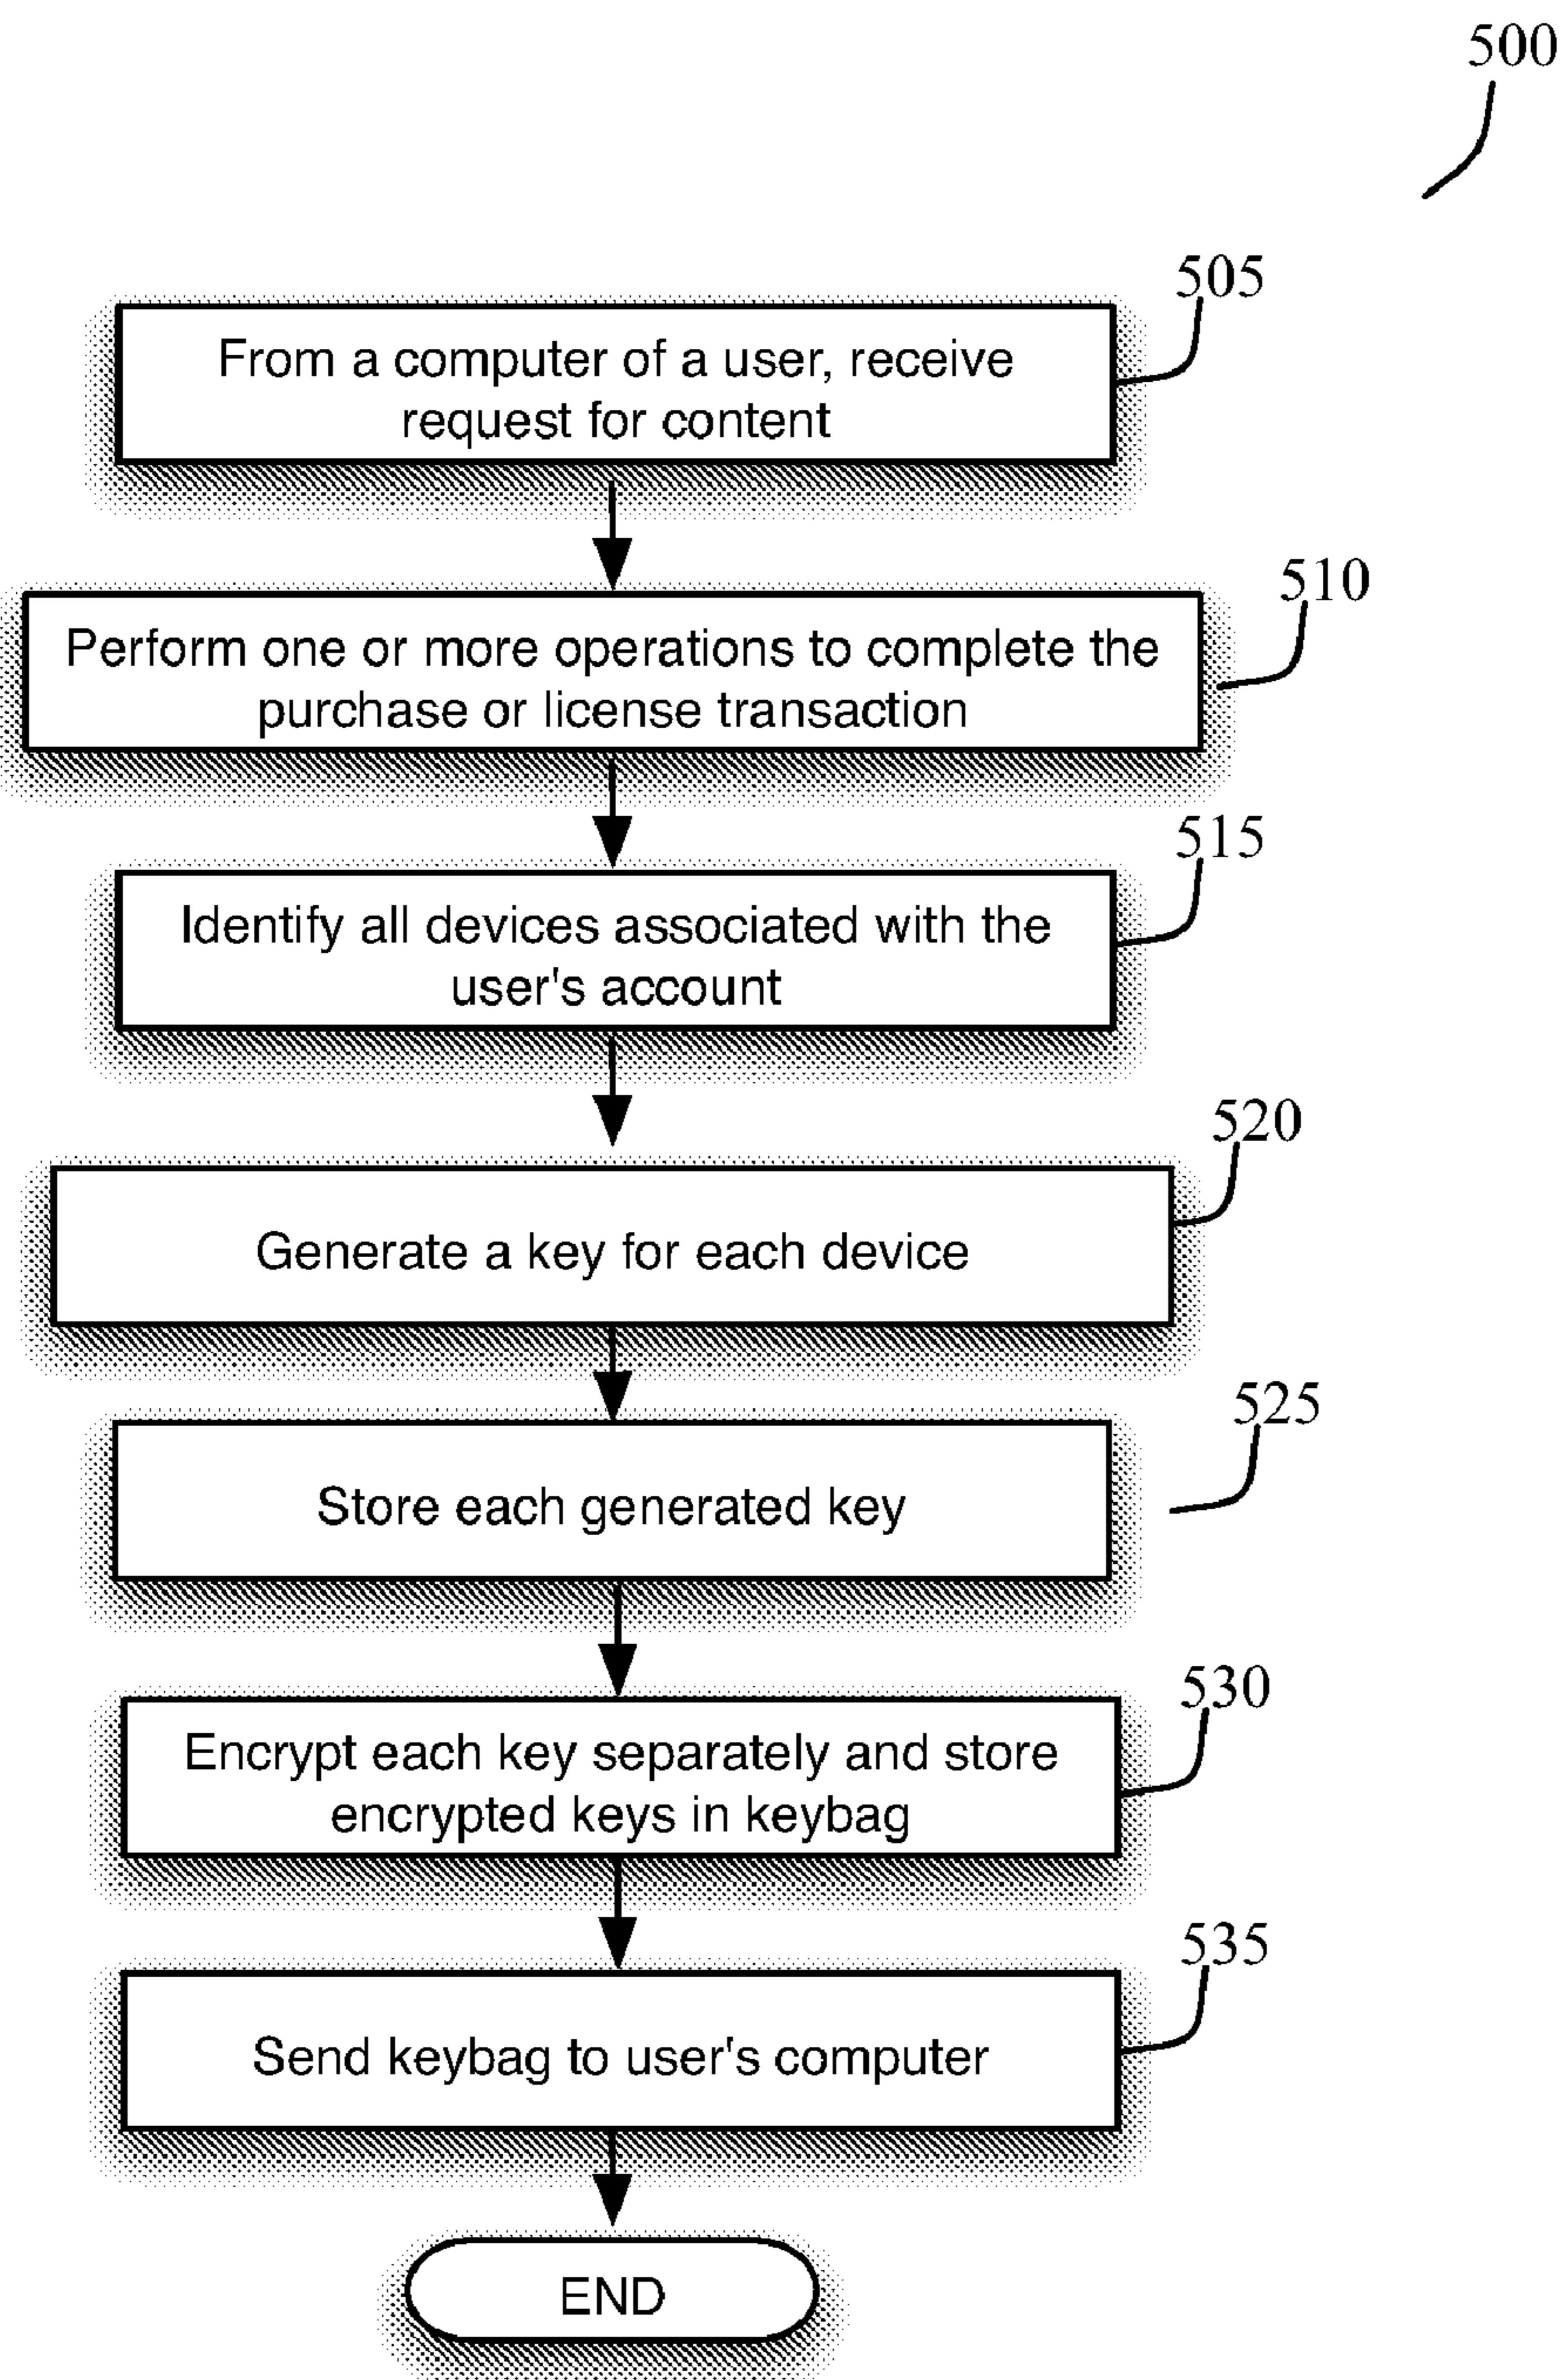 500
505
From a computer of a user, receive
request for content
510
Perform one or more operations to complete the
purchase or license transaction
515
Identify all devices associated with the
user's account
520
Generate a key for each device
525
Store each generated key
530
Encrypt each key separately and store
encrypted keys in keybag
535
Send keybag to user's computer
END